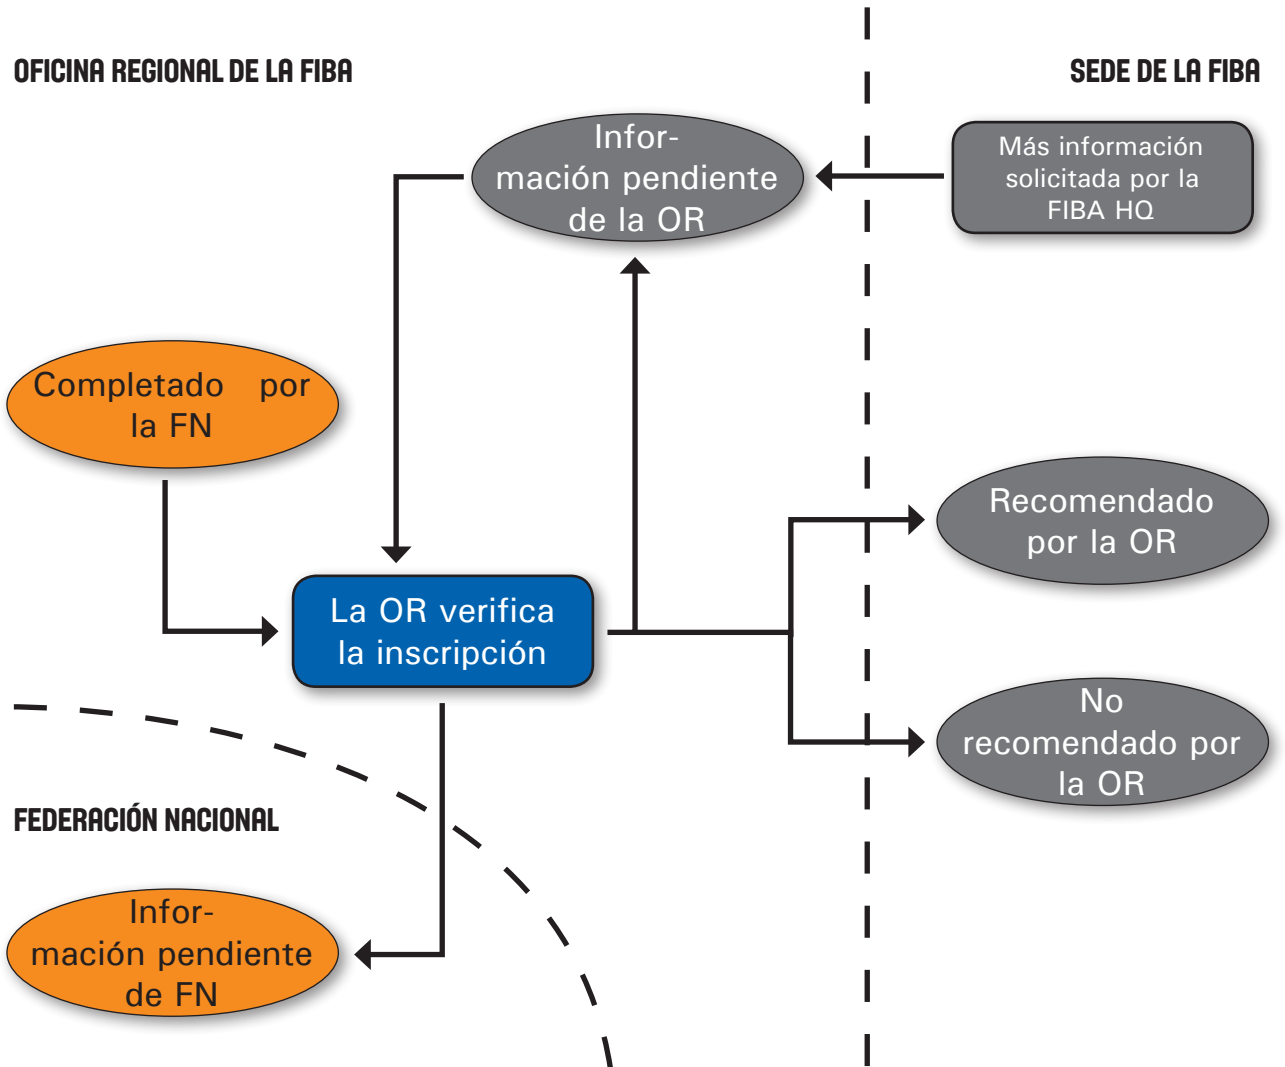 OFICINA REGIONAL DE LA FIBA
SEDE DE LA FIBA
Infor-
mación pendiente
de la OR
Más información
solicitada por la
FIBA HQ
Completado por
la FN
Recomendado
por la OR
La OR verifica
la inscripción
No
recomendado por
la OR
FEDERACIÓN NACIONAL
Infor-
mación pendiente
de FN